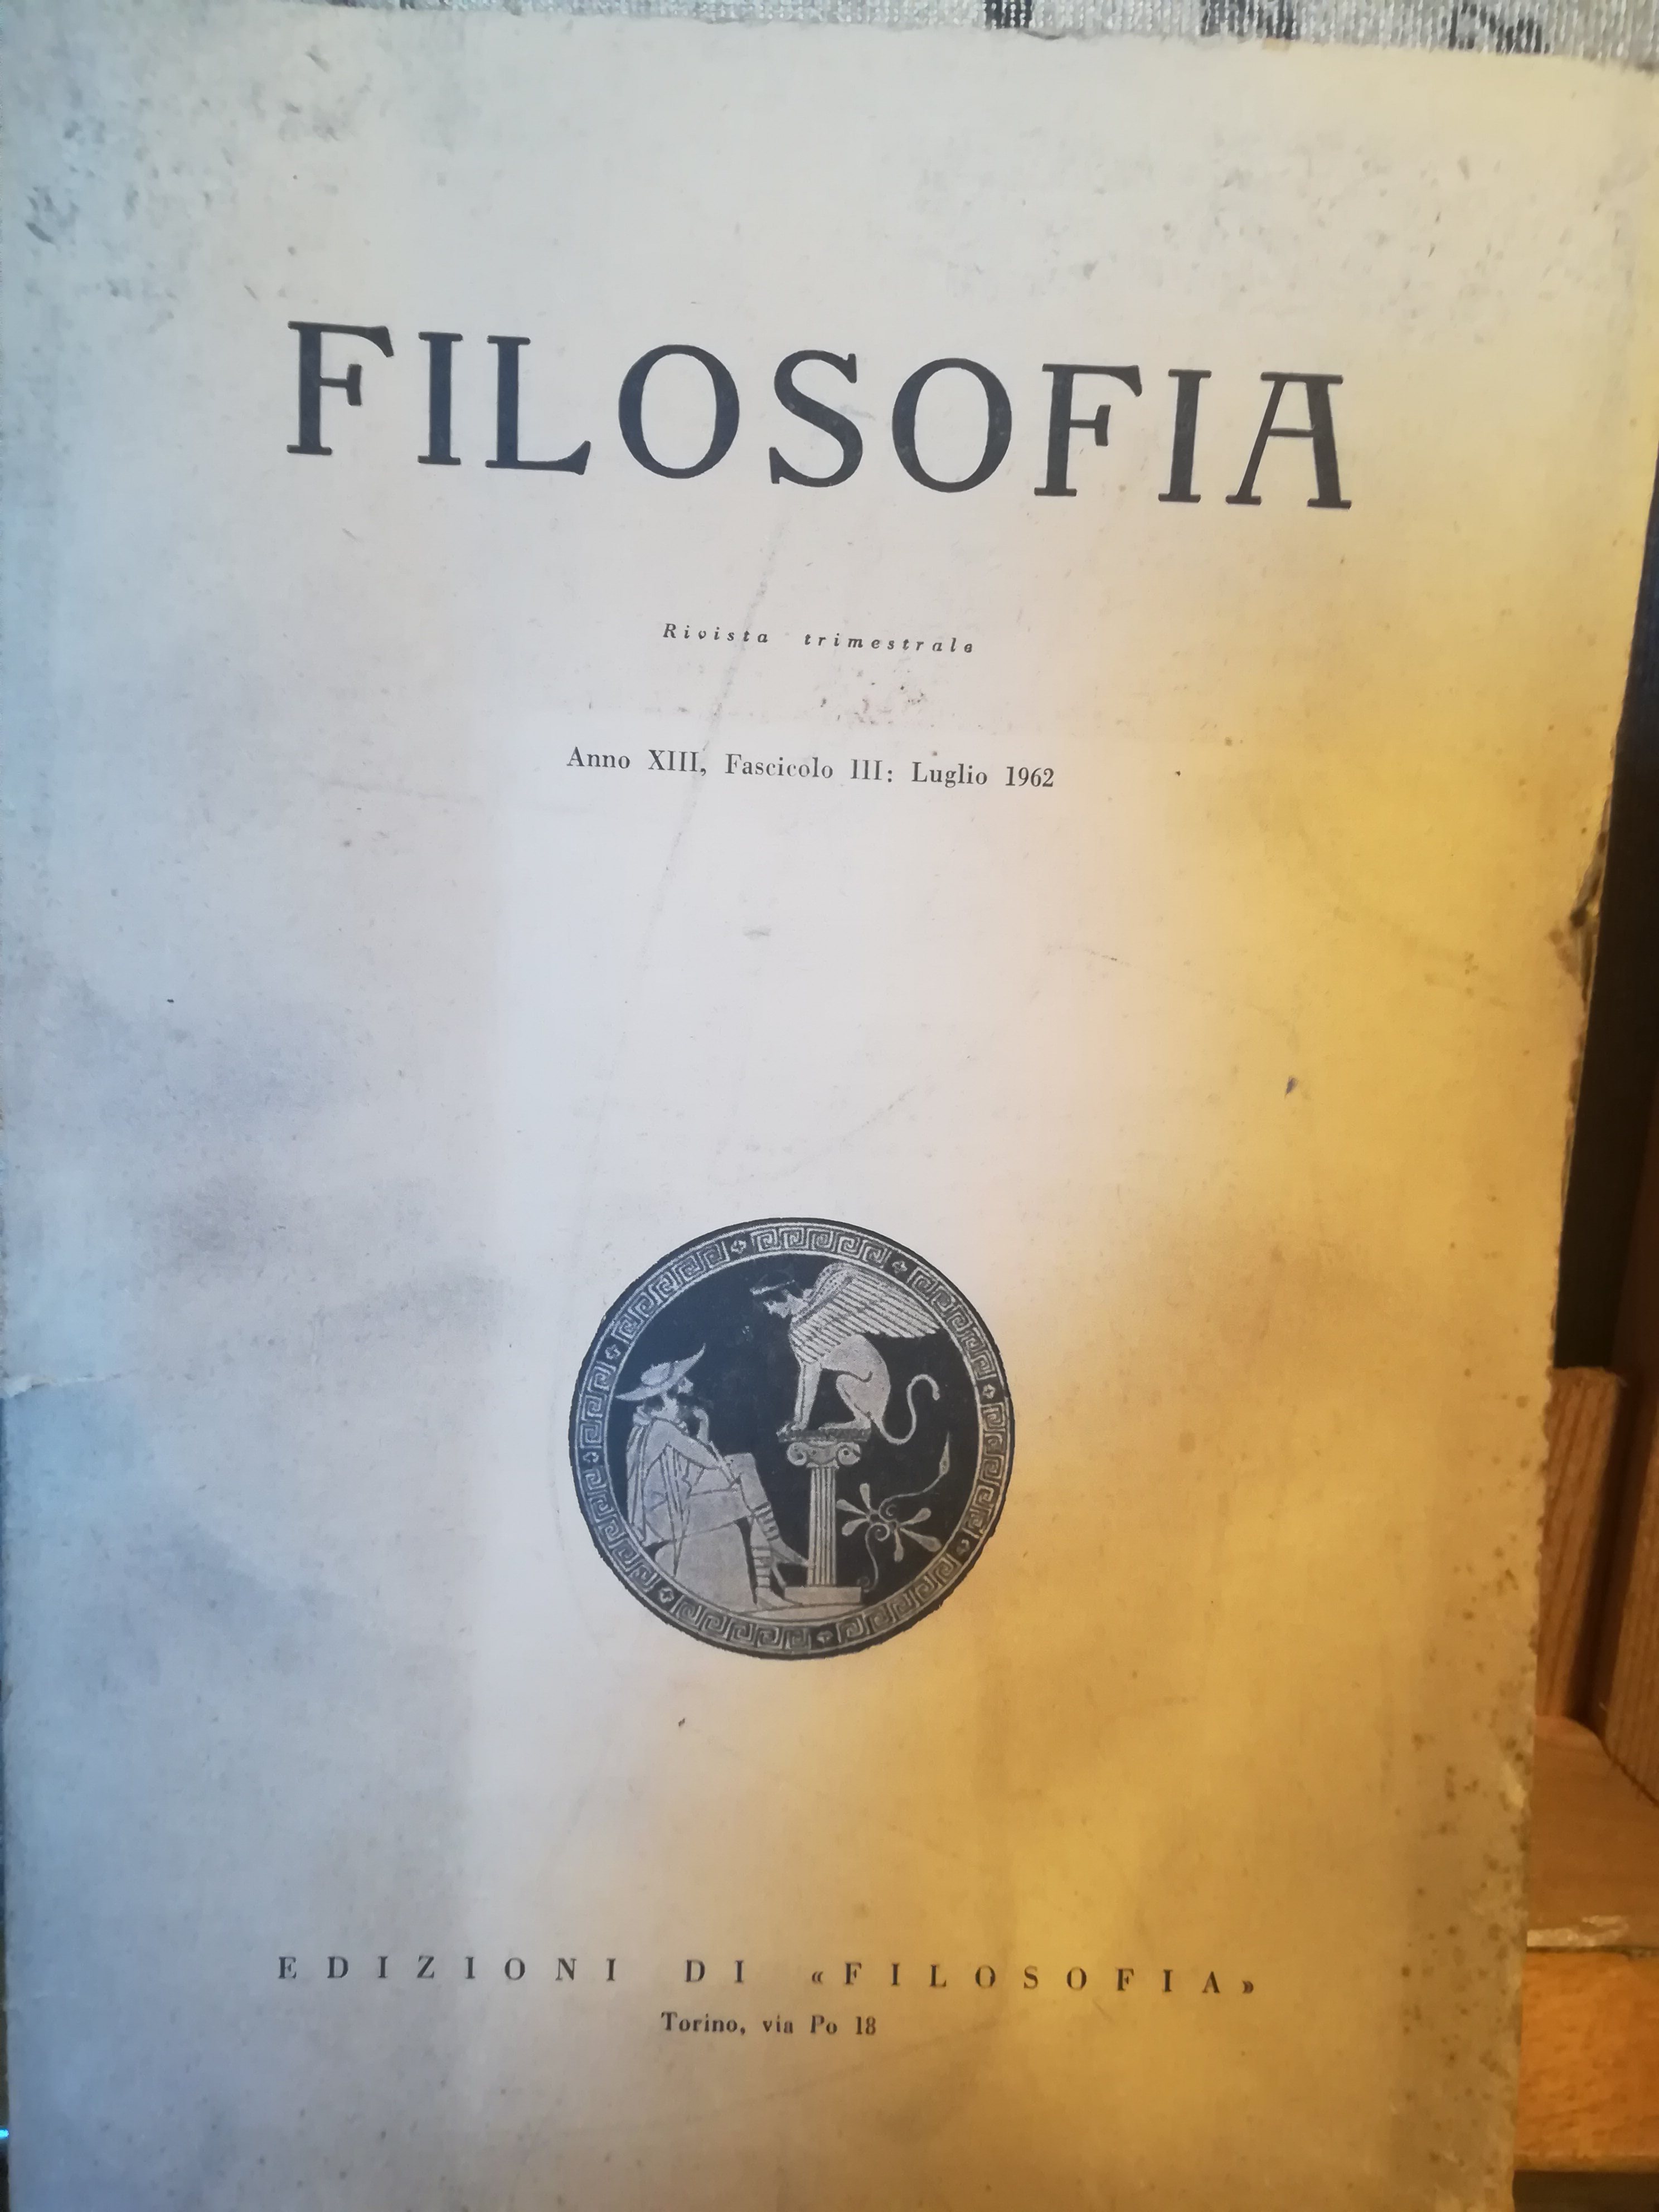 FILOSOFIA
Rivista trimestrale
Anno XIII, Fascicolo III: Luglio 1962
EDIZIONI DI «FILOSOFIA»
Torino, via Po 18